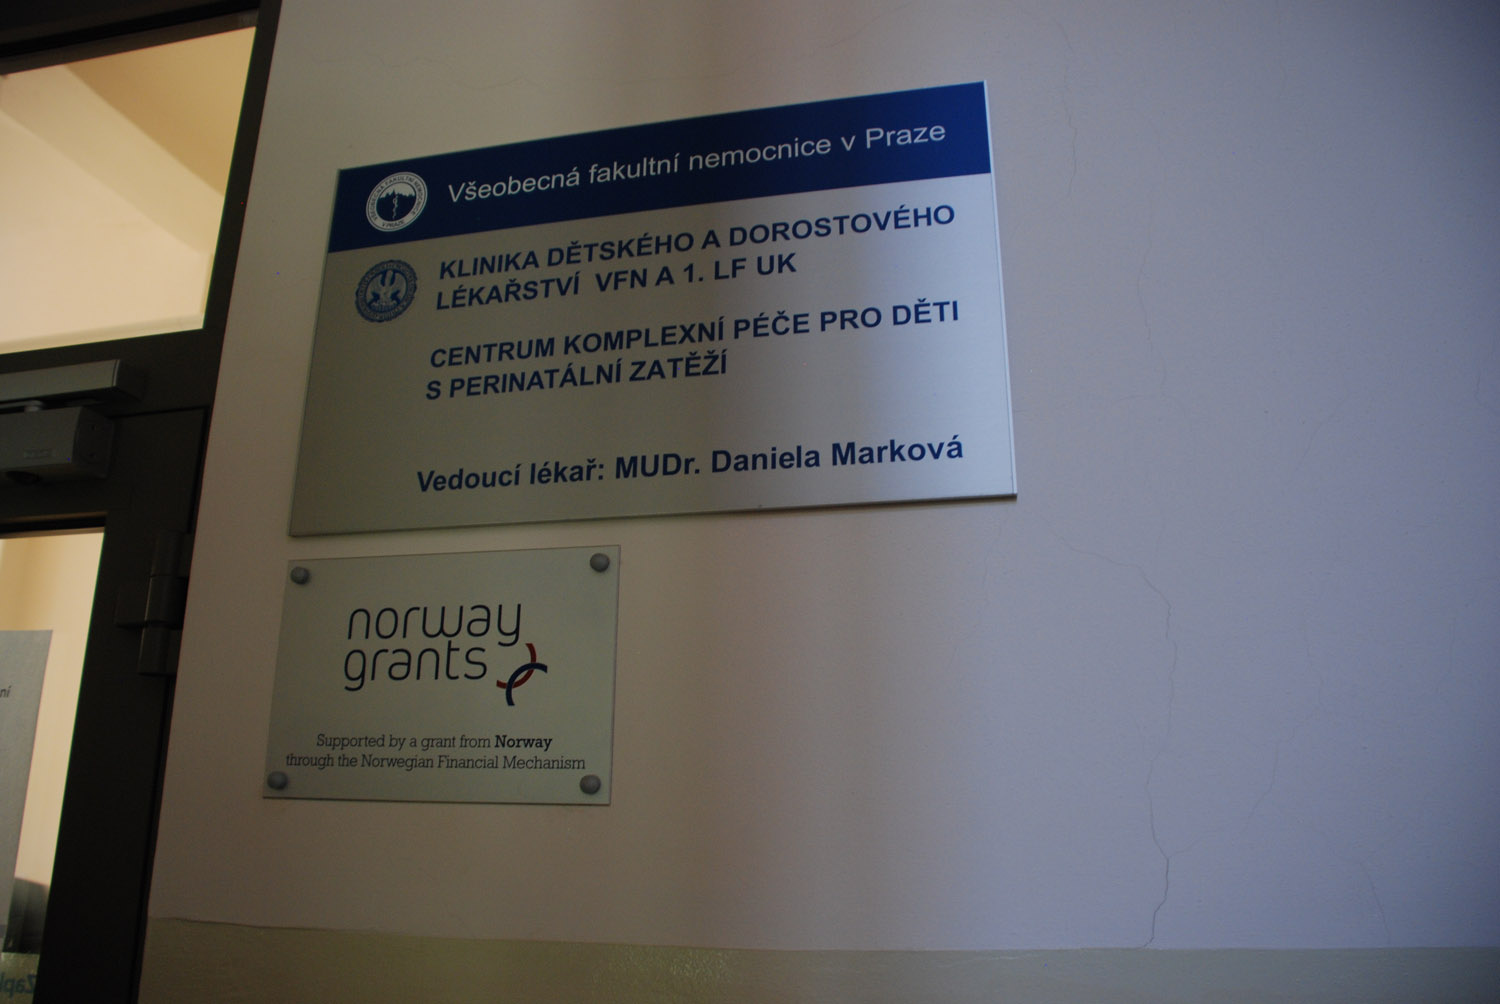 Všeobecná fakultní nemocnice v Praze
KLINIKA DĚTSKÉHO A DOROSTOVÉHO
LÉKAŘSTVÍ VFN A 1. LF UK
CENTRUM KOMPLEXNÍ PÉČE PRO DĚTI
S PERINATÁLNÍ ZATĚŽÍ
Vedoucí lékař: MUDr. Daniela Marková
norway
grants
Supported by a grant from Norway
through the Norwegian Financial Mechanism